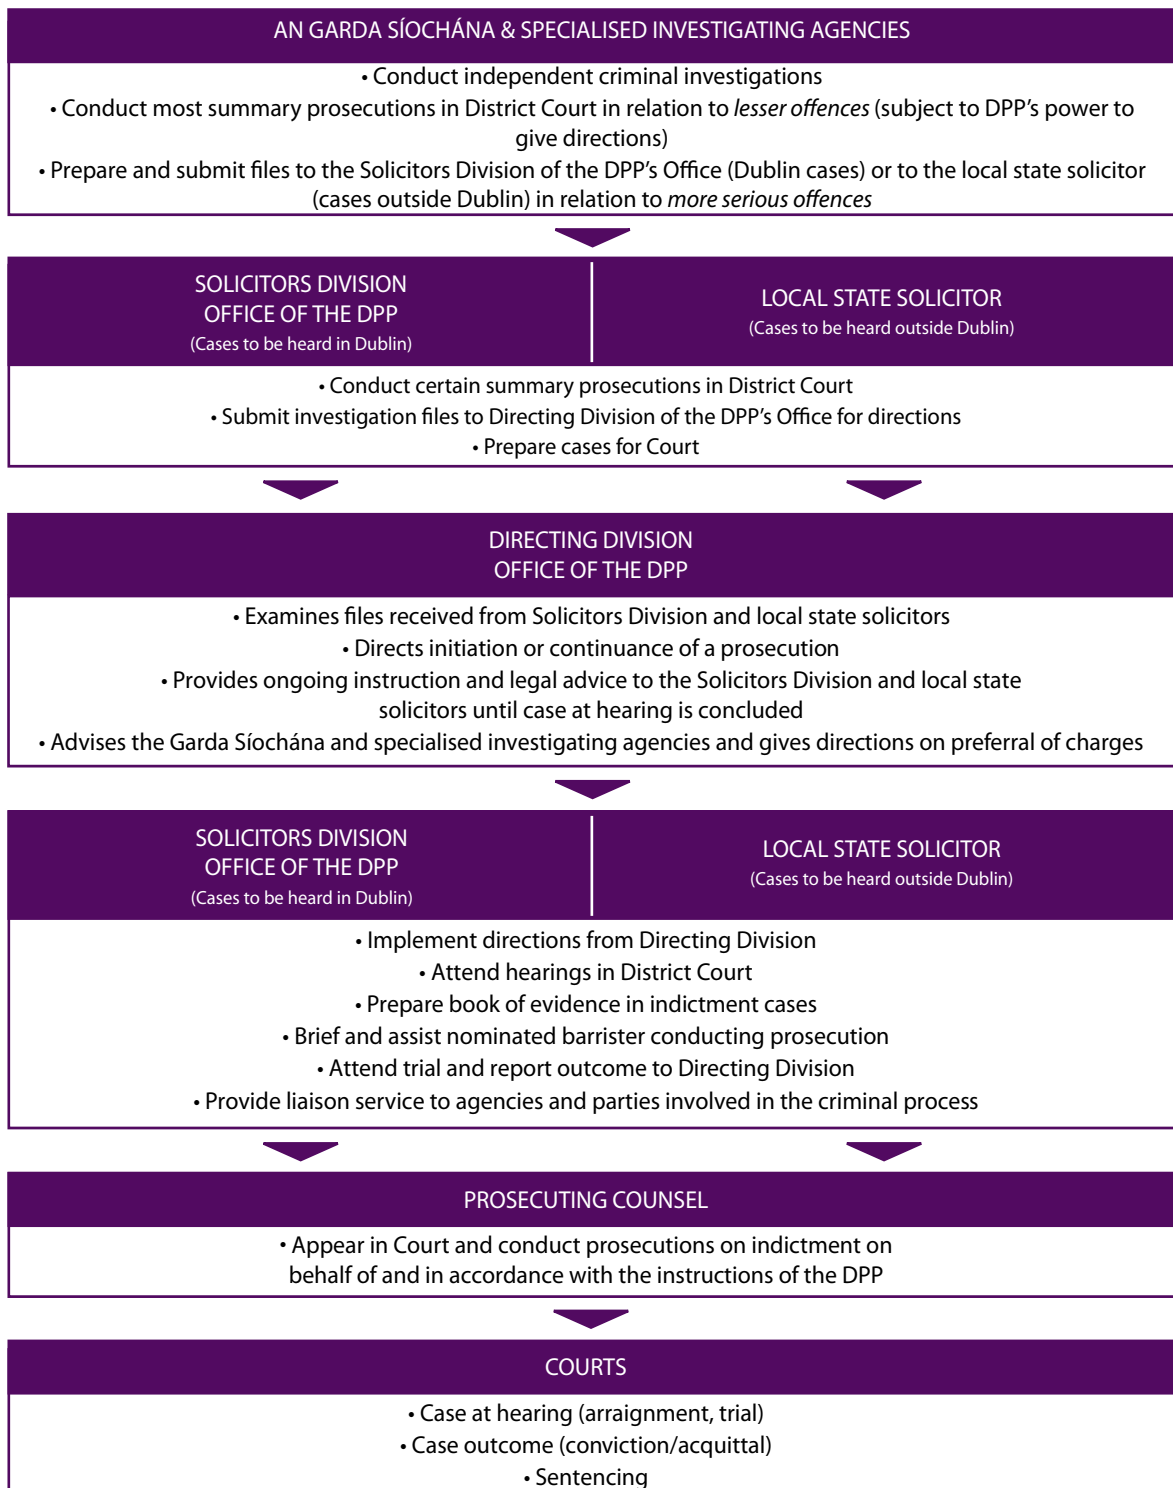 AN GARDA SÍOCHÁNA & SPECIALISED INVESTIGATING AGENCIES
• Conduct independent criminal investigations
• Conduct most summary prosecutions in District Court in relation to lesser offences (subject to DPP’s power to
give directions)
• Prepare and submit files to the Solicitors Division of the DPP’s Office (Dublin cases) or to the local state solicitor
(cases outside Dublin) in relation to more serious offences
SOLICITORS DIVISION
OFFICE OF THE DPP
(Cases to be heard in Dublin)
LOCAL STATE SOLICITOR
(Cases to be heard outside Dublin)
• Conduct certain summary prosecutions in District Court
• Submit investigation files to Directing Division of the DPP’s Office for directions
• Prepare cases for Court
DIRECTING DIVISION
OFFICE OF THE DPP
• Examines files received from Solicitors Division and local state solicitors
• Directs initiation or continuance of a prosecution
• Provides ongoing instruction and legal advice to the Solicitors Division and local state
solicitors until case at hearing is concluded
• Advises the Garda Síochána and specialised investigating agencies and gives directions on preferral of charges
SOLICITORS DIVISION
OFFICE OF THE DPP
(Cases to be heard in Dublin)
LOCAL STATE SOLICITOR
(Cases to be heard outside Dublin)
• Implement directions from Directing Division
• Attend hearings in District Court
• Prepare book of evidence in indictment cases
• Brief and assist nominated barrister conducting prosecution
• Attend trial and report outcome to Directing Division
• Provide liaison service to agencies and parties involved in the criminal process
PROSECUTING COUNSEL
• Appear in Court and conduct prosecutions on indictment on
behalf of and in accordance with the instructions of the DPP
COURTS
• Case at hearing (arraignment, trial)
• Case outcome (conviction/acquittal)
• Sentencing